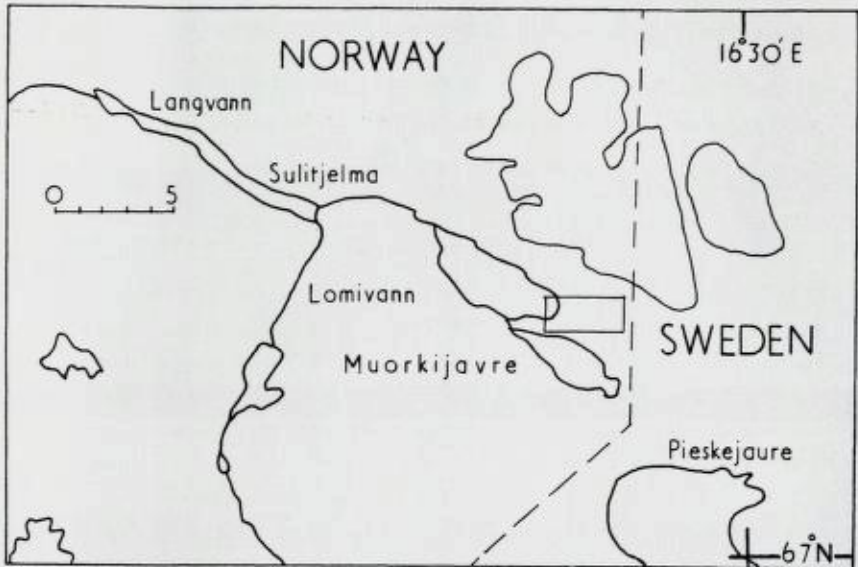 NORWAY
16°30′E
Langvann
Sulitjelma
0 5
Lomivann
SWEDEN
Muorkijavre
Pieskejaure
67°N